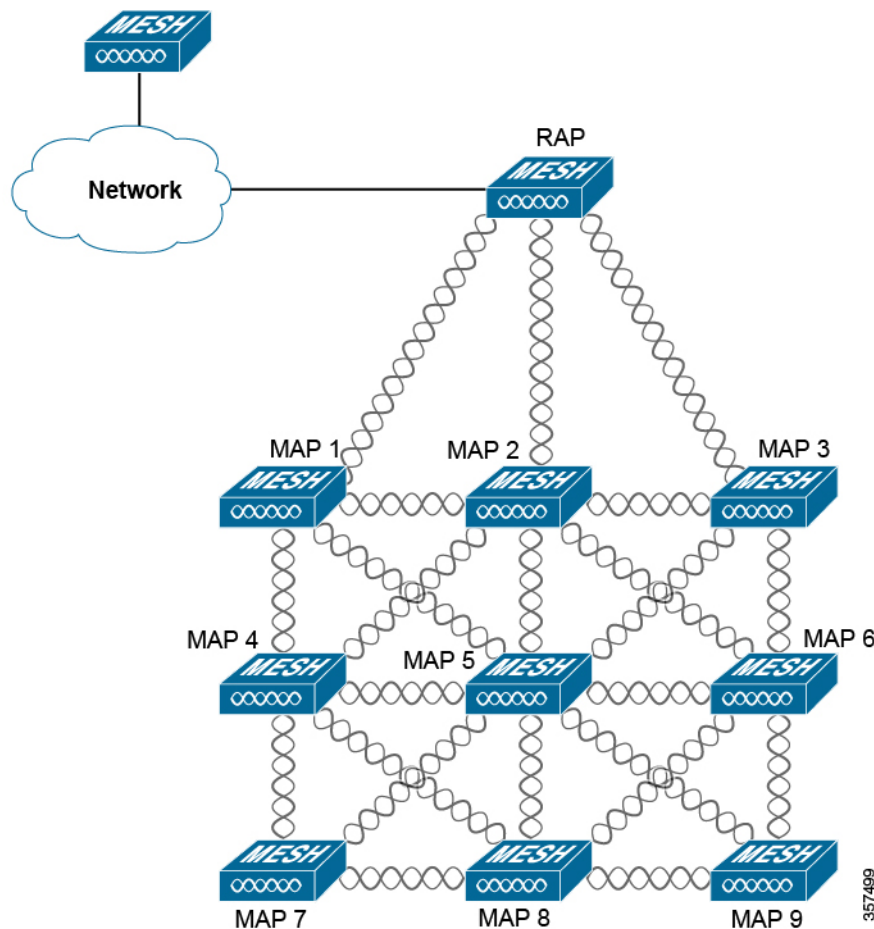 MESH
Network
RAP
MESH
MAP 1
MAP 2
MAP 3
MESH
MESH
MESH
MAP 4
MAP 5
MAP 6
MESH
MESH
MESH
MESH
MESH
MESH
MAP 7
MAP 8
MAP 9
357499